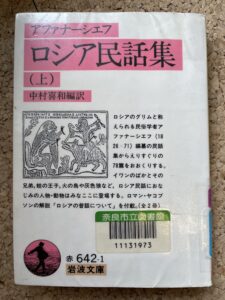 アファナーシエフ
ロシア民話集
(上)
中村喜和編訳
ロシアのグリムと称
えられる民俗学者ア
ファナーシエフ(18
26-71)編纂の民話
集からえりすぐりの
78篇をおおくりする.
イワンのばかとその
兄弟,蛙の王子,火の鳥や灰色狼など,ロシア民話におな
じみの人物・動物はみなここに登場する.ロマーン・ヤコブ
ソンの解説「ロシアの昔話について」を付載.(全2冊)
奈良市立図書館
11131973
赤 642-1
岩波文庫